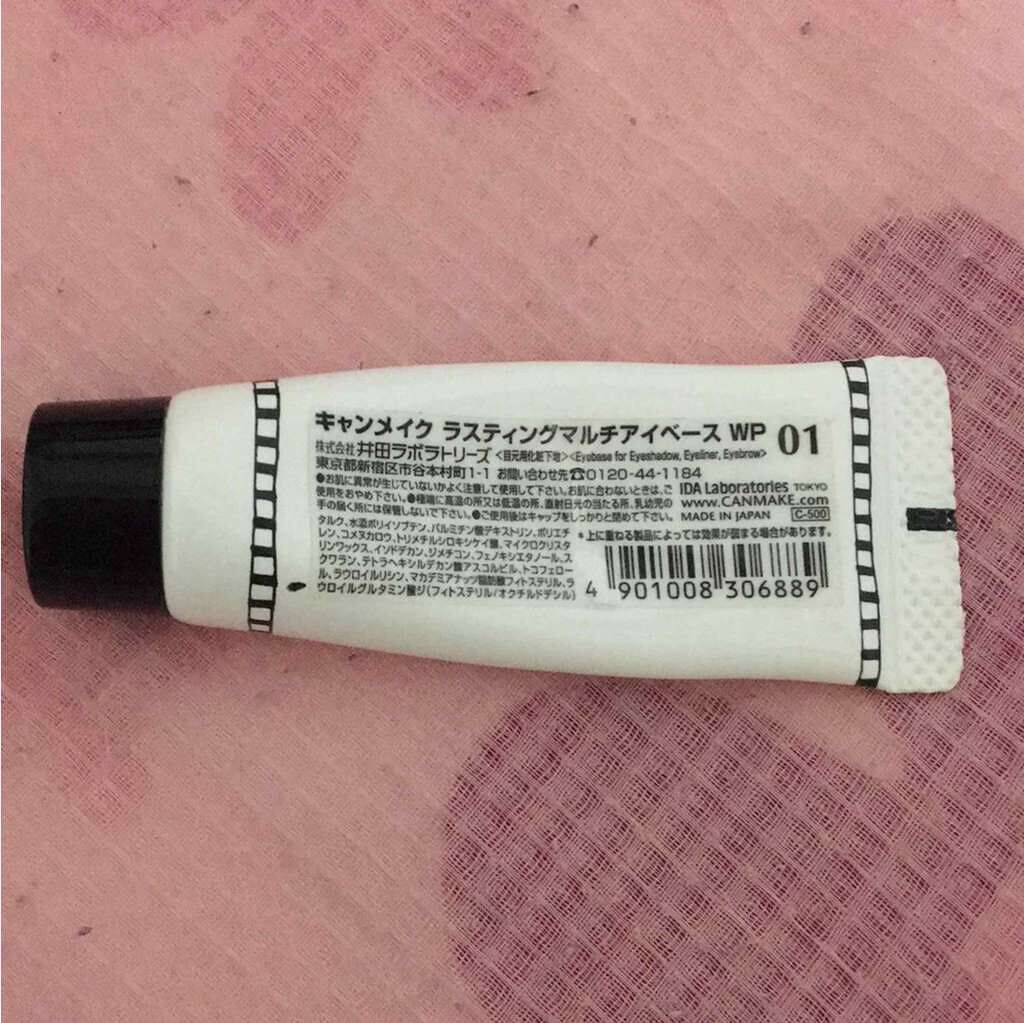 キャンメイク ラスティングマルチアイベース WP 01
株式会社 井田ラボラトリーズ <目元用化粧下地><Eyebase for Eyeshadow, Eyeliner, Eyebrow>
東京都新宿区市谷本村町1-1 お問い合わせ先☎0120-44-1184
●お肌に異常が生じていないかよく注意して使用して下さい。お肌に合わないときは、ご
使用をおやめ下さい。●極端に高温の所又は低温の所、直射日光の当たる所、乳幼児の
手の届く所には保管しないで下さい。●ご使用後はキャップをしっかりと閉めて下さい。
IDA Laboratories TOKYO
www.CANMAKE.com
MADE IN JAPAN C-500
タルク、水添ポリイソブテン、パルミチン酸デキストリン、ポリエチ
レン、コメヌカロウ、トリメチルシロキシケイ酸、マイクロクリスタ
リンワックス、イソドデカン、ジメチコン、フェノキシエタノール、ス
クワラン、テトラヘキシルデカン酸アスコルビル、トコフェロー
ル、ラウロイルリシン、マカデミアナッツ脂肪酸フィトステリル、ラ
ウロイルグルタミン酸ジ(フィトステリル/オクチルドデシル)
*上に重ねる製品によっては効果が弱まる場合があります。
4 901008 306889